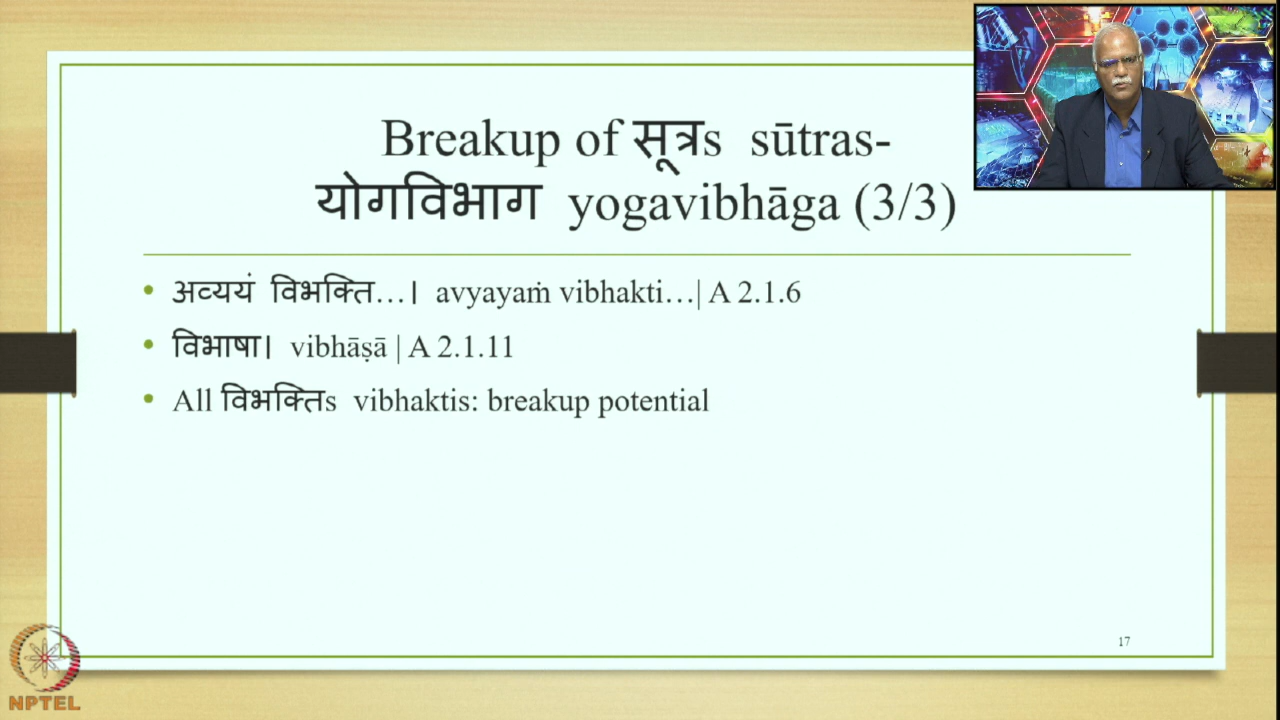 Breakup of सूत्रs sūtras-
योगविभाग yogavibhāga (3/3)
• अव्ययं विभक्ति…। avyayaṁ vibhakti…| A 2.1.6
• विभाषा। vibhāṣā | A 2.1.11
• All विभक्तिs vibhaktis: breakup potential
17
NPTEL